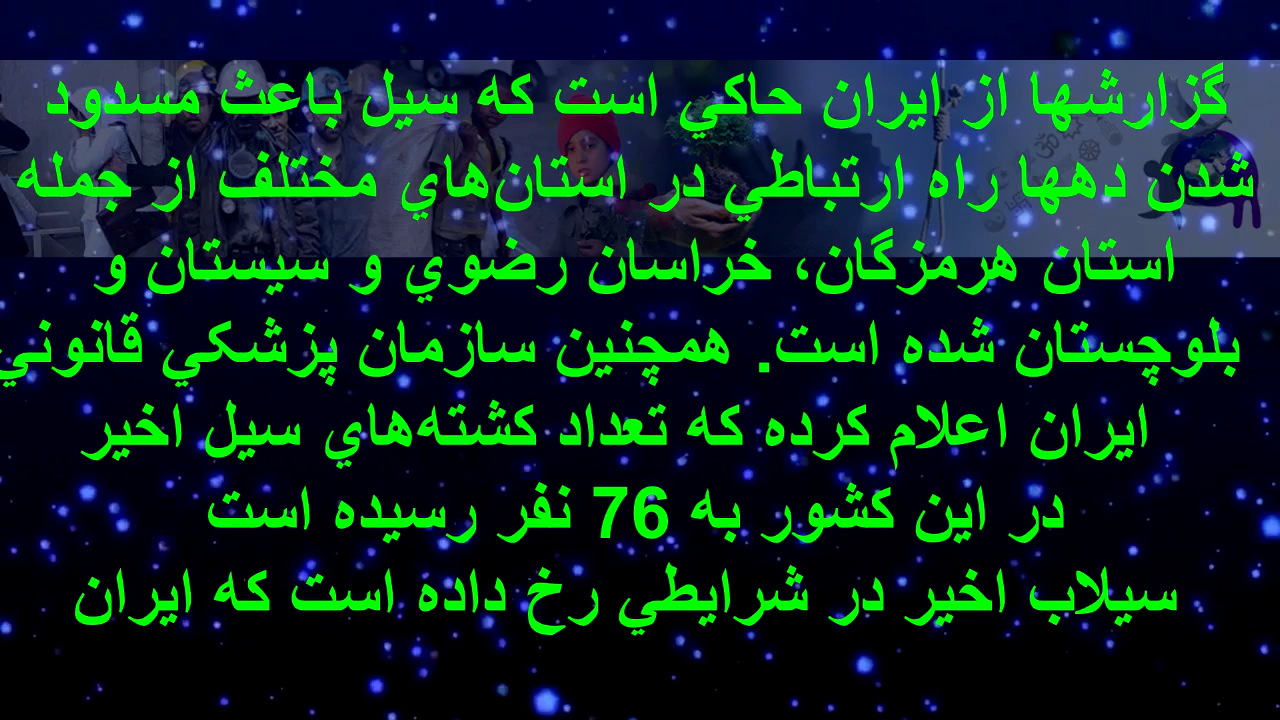 گزارشها از ايران حاكي است كه سيل باعث مسدود
شدن دهها راه ارتباطي در استان‌هاي مختلف از جمله
استان هرمزگان، خراسان رضوي و سيستان و
بلوچستان شده است. همچنين سازمان پزشكي قانوني
ايران اعلام كرده كه تعداد كشته‌هاي سيل اخير
در اين كشور به 76 نفر رسيده است
سيلاب اخير در شرايطي رخ داده است كه ايران